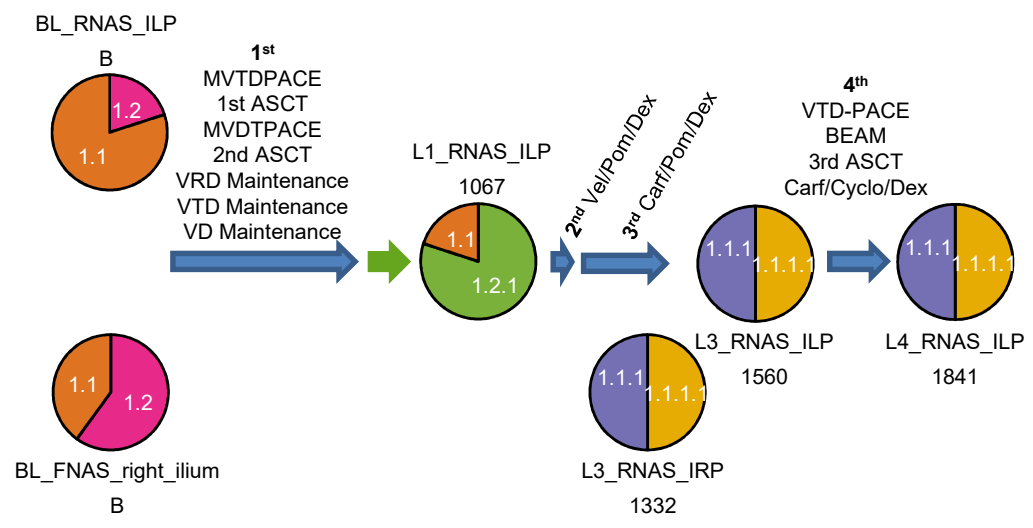 BL_RNAS_ILP
B
1.2
1.1
1st
MVTDPACE
1st ASCT
MVDTPACE
2nd ASCT
VRD Maintenance
VTD Maintenance
VD Maintenance
L1_RNAS_ILP
1067
1.1
1.2.1
2nd Vel/Pom/Dex
3rd Carf/Pom/Dex
4th
VTD-PACE
BEAM
3rd ASCT
Carf/Cyclo/Dex
1.1.1
1.1.1.1
L3_RNAS_ILP
1560
1.1.1
1.1.1.1
L4_RNAS_ILP
1841
1.1
1.2
BL_FNAS_right_ilium
B
1.1.1
1.1.1.1
L3_RNAS_IRP
1332